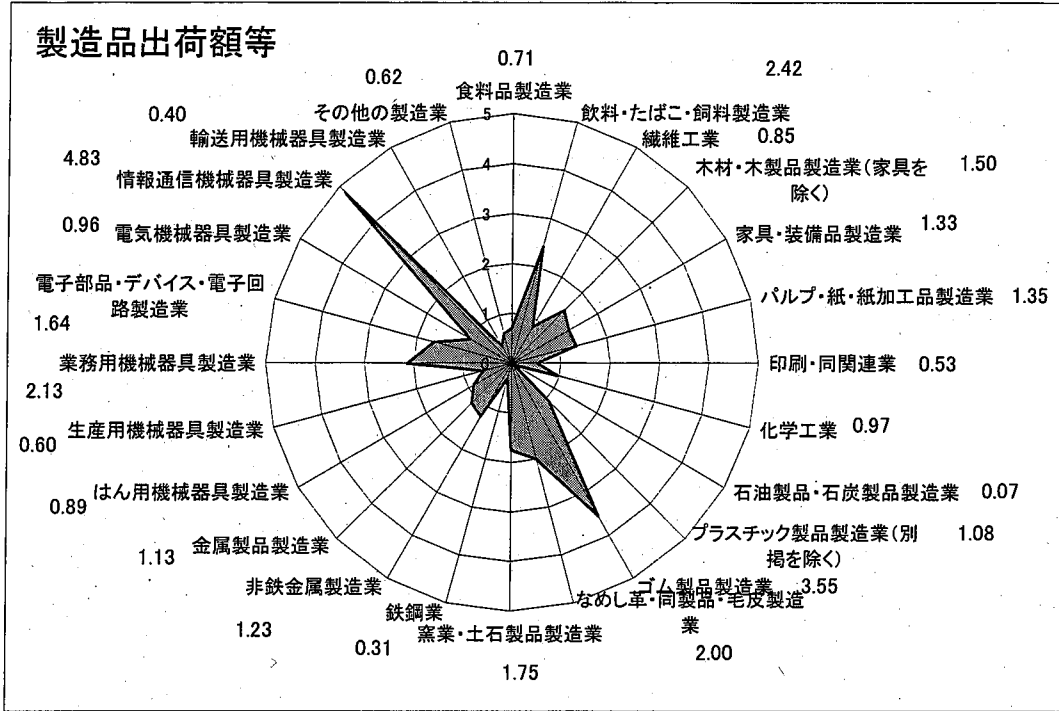 製造品出荷額等
0.71
食料品製造業
2.42
飲料・たばこ・飼料製造業
繊維工業
0.85
木材・木製品製造業(家具を
除く)
1.50
家具・装備品製造業
1.33
パルプ・紙・紙加工品製造業
1.35
印刷・同関連業
0.53
化学工業
0.97
石油製品・石炭製品製造業
0.07
プラスチック製品製造業(別
掲を除く)
1.08
ゴム製品製造業
3.55
なめし革・同製品・毛皮製造
業
2.00
窯業・土石製品製造業
1.75
鉄鋼業
0.31
非鉄金属製造業
1.23
金属製品製造業
1.13
はん用機械器具製造業
0.89
生産用機械器具製造業
0.60
業務用機械器具製造業
2.13
電子部品・デバイス・電子回
路製造業
1.64
電気機械器具製造業
0.96
情報通信機械器具製造業
4.83
輸送用機械器具製造業
0.40
その他の製造業
0.62
5
4
3
2
1
0